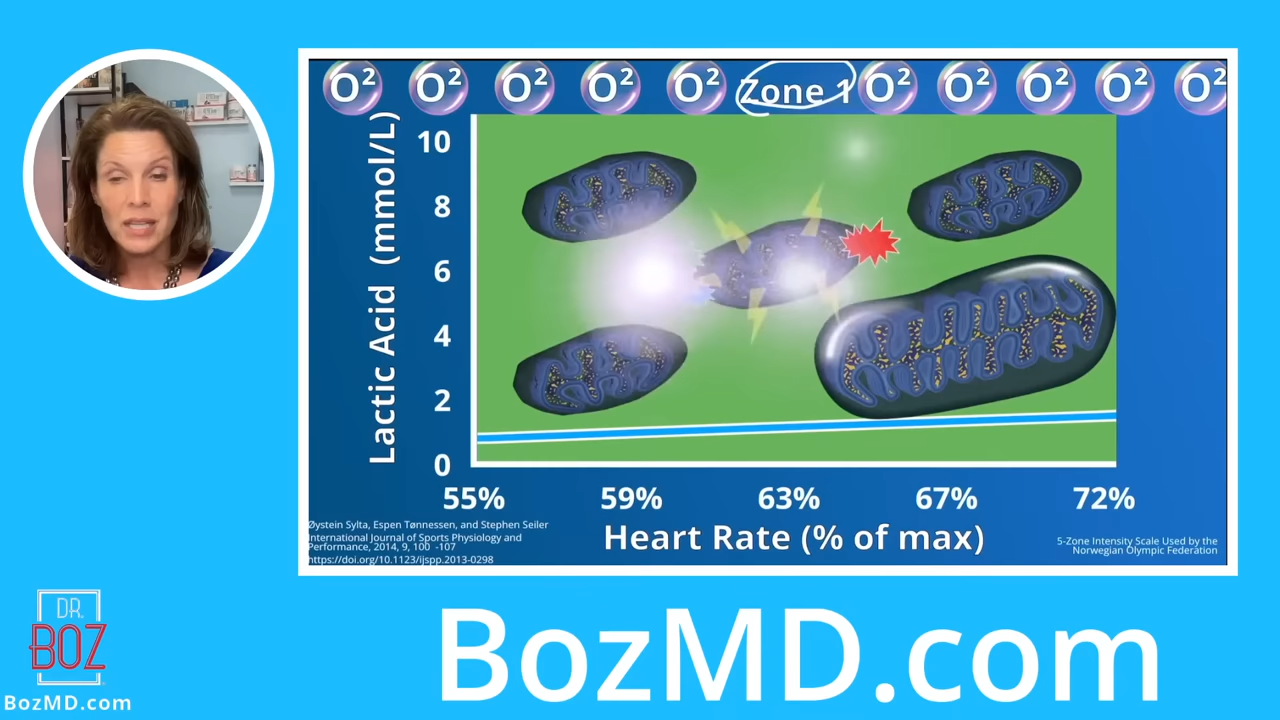 O² O² O² O² O² Zone 1 O² O² O² O² O²
Lactic Acid (mmol/L)
10
8
6
4
2
0
55% 59% 63% 67% 72%
Heart Rate (% of max)
Øystein Sylta, Espen Tønnessen, and Stephen Seiler
International Journal of Sports Physiology and
Performance, 2014, 9, 100 -107
https://doi.org/10.1123/ijspp.2013-0298
5-Zone Intensity Scale Used by the
Norwegian Olympic Federation
DR.
BOZ
BozMD.com
BozMD.com